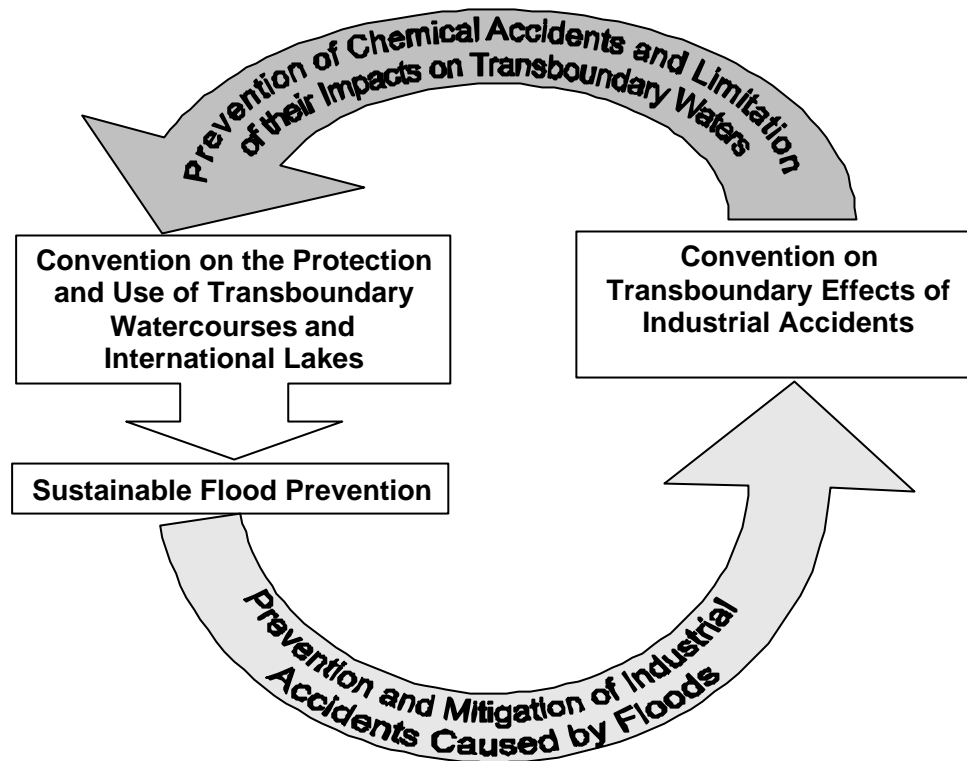 Prevention of Chemical Accidents and Limitation
of their Impacts on Transboundary Waters
Convention on the Protection
and Use of Transboundary
Watercourses and
International Lakes
Convention on
Transboundary Effects of
Industrial Accidents
Sustainable Flood Prevention
Prevention and Mitigation of Industrial
Accidents Caused by Floods